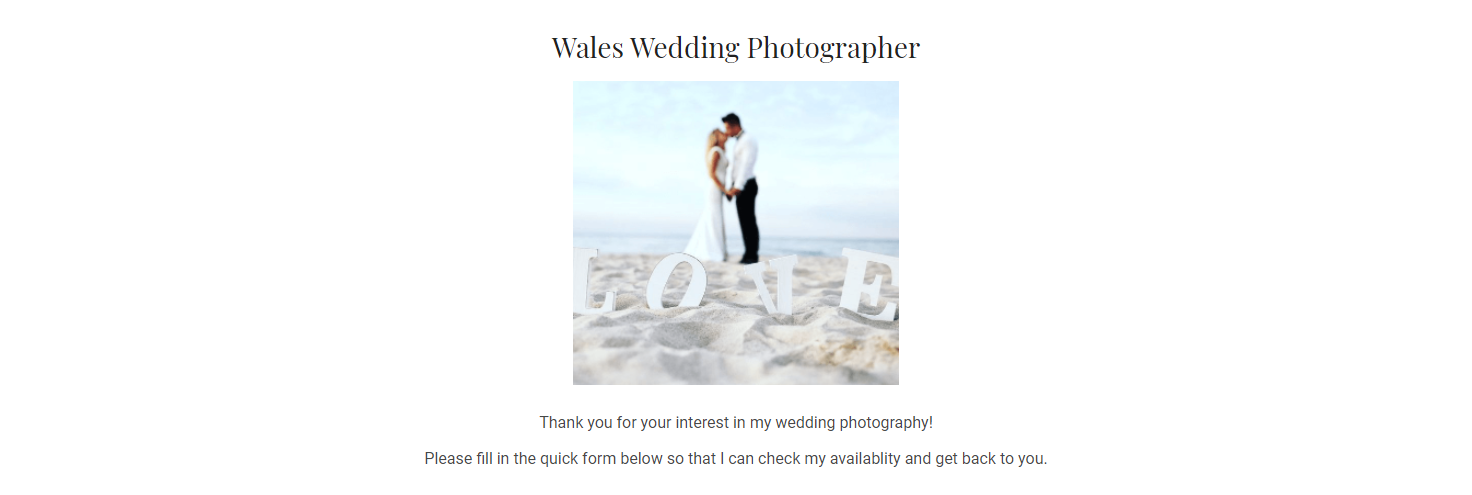 Wales Wedding Photographer
LOVE
Thank you for your interest in my wedding photography!
Please fill in the quick form below so that I can check my availablity and get back to you.